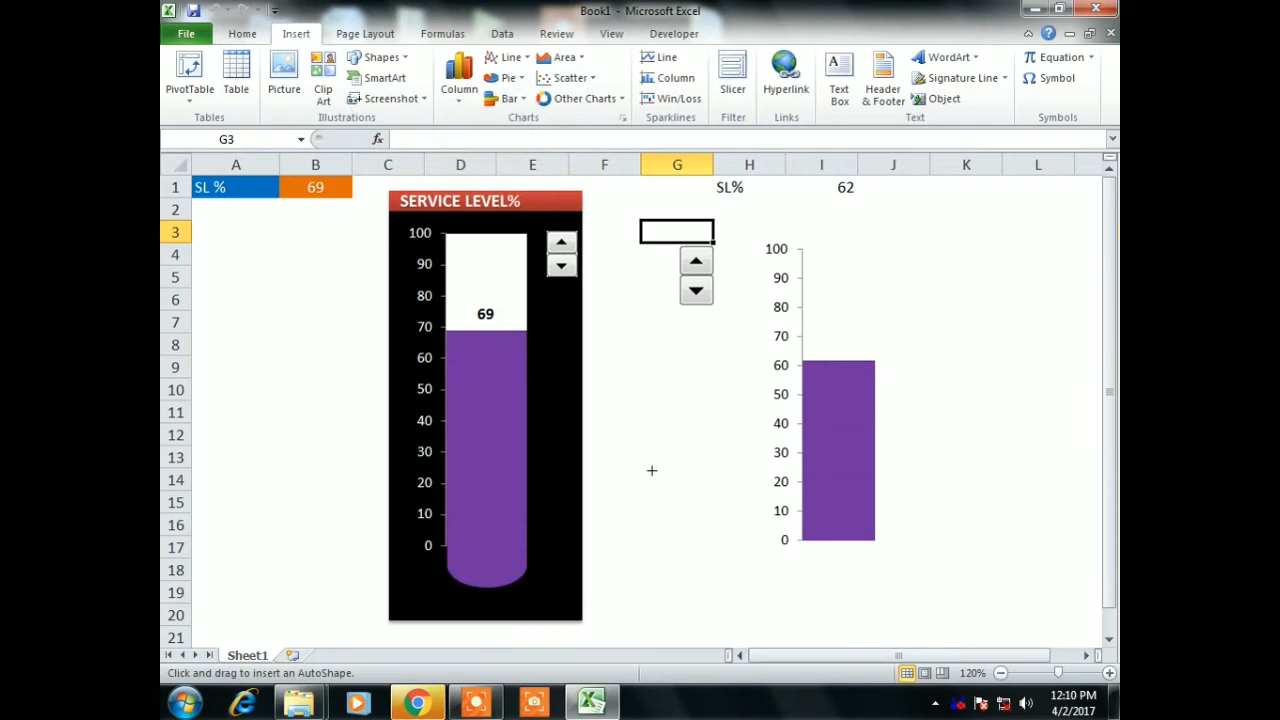 Book1 - Microsoft Excel
File Home Insert Page Layout Formulas Data Review View Developer
PivotTable
Table
Picture
Clip Art
Shapes
SmartArt
Screenshot
Column
Line
Pie
Bar
Area
Scatter
Other Charts
Line
Column
Win/Loss
Slicer
Hyperlink
Text Box
Header & Footer
WordArt
Signature Line
Object
Equation
Symbol
Tables Illustrations Charts Sparklines Filter Links Text Symbols
G3 fx
A B C D E F G H I J K L
1 SL % 69 SL% 62
2
3
4
5
6
7
8
9
10
11
12
13
14
15
16
17
18
19
20
21
SERVICE LEVEL%
100
90
80
69
70
60
50
40
30
20
10
0
100
90
80
70
60
50
40
30
20
10
0
Sheet1
Click and drag to insert an AutoShape. 120%
12:10 PM
4/2/2017